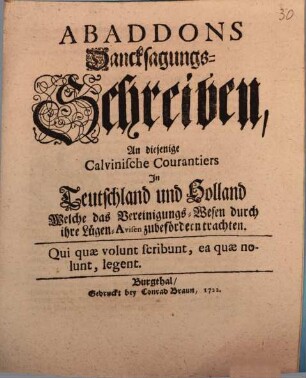 30
ABADDONS
Dancksagungs-
Schreiben,
An diejenige
Calvinische Courantiers
In
Teutschland und Holland
Welche das Vereinigungs-Wesen durch
ihre Lügen-Avisen zubefordern trachten.
Qui quæ volunt scribunt, ea quæ no-
lunt, legent.
Burgthal/
Gedruckt bey Conrad Braun, 1722.